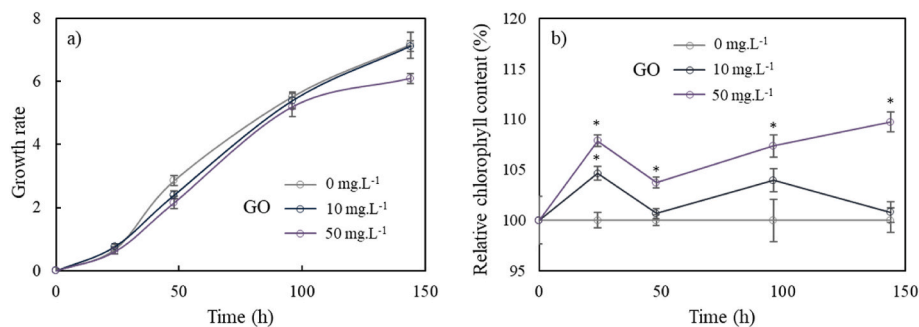 a)
Growth rate
8
6
4
2
0
GO
0 mg.L⁻¹
10 mg.L⁻¹
50 mg.L⁻¹
0
50
100
150
Time (h)
b)
Relative chlorophyll content (%)
120
115
110
105
100
95
GO
0 mg.L⁻¹
10 mg.L⁻¹
50 mg.L⁻¹
*
*
*
*
*
0
50
100
150
Time (h)